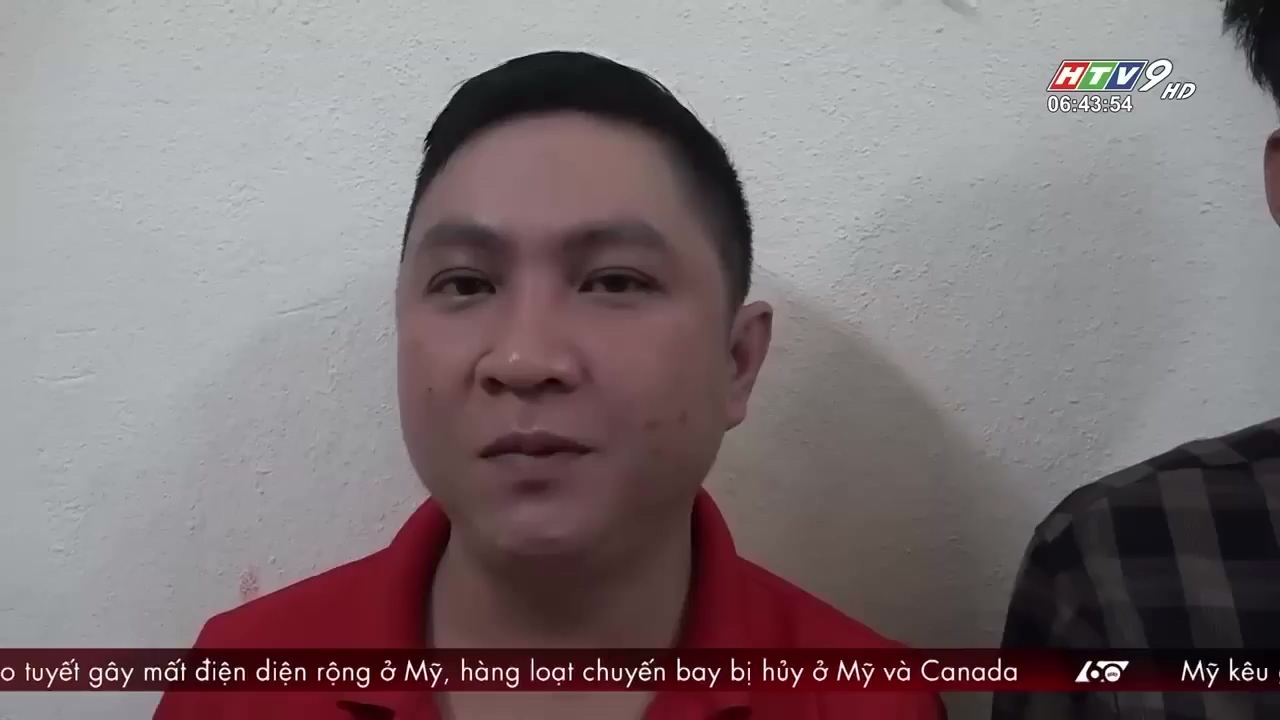 HTV9 HD
06:43:54
o tuyết gây mất điện diện rộng ở Mỹ, hàng loạt chuyến bay bị hủy ở Mỹ và Canada 60 Mỹ kêu